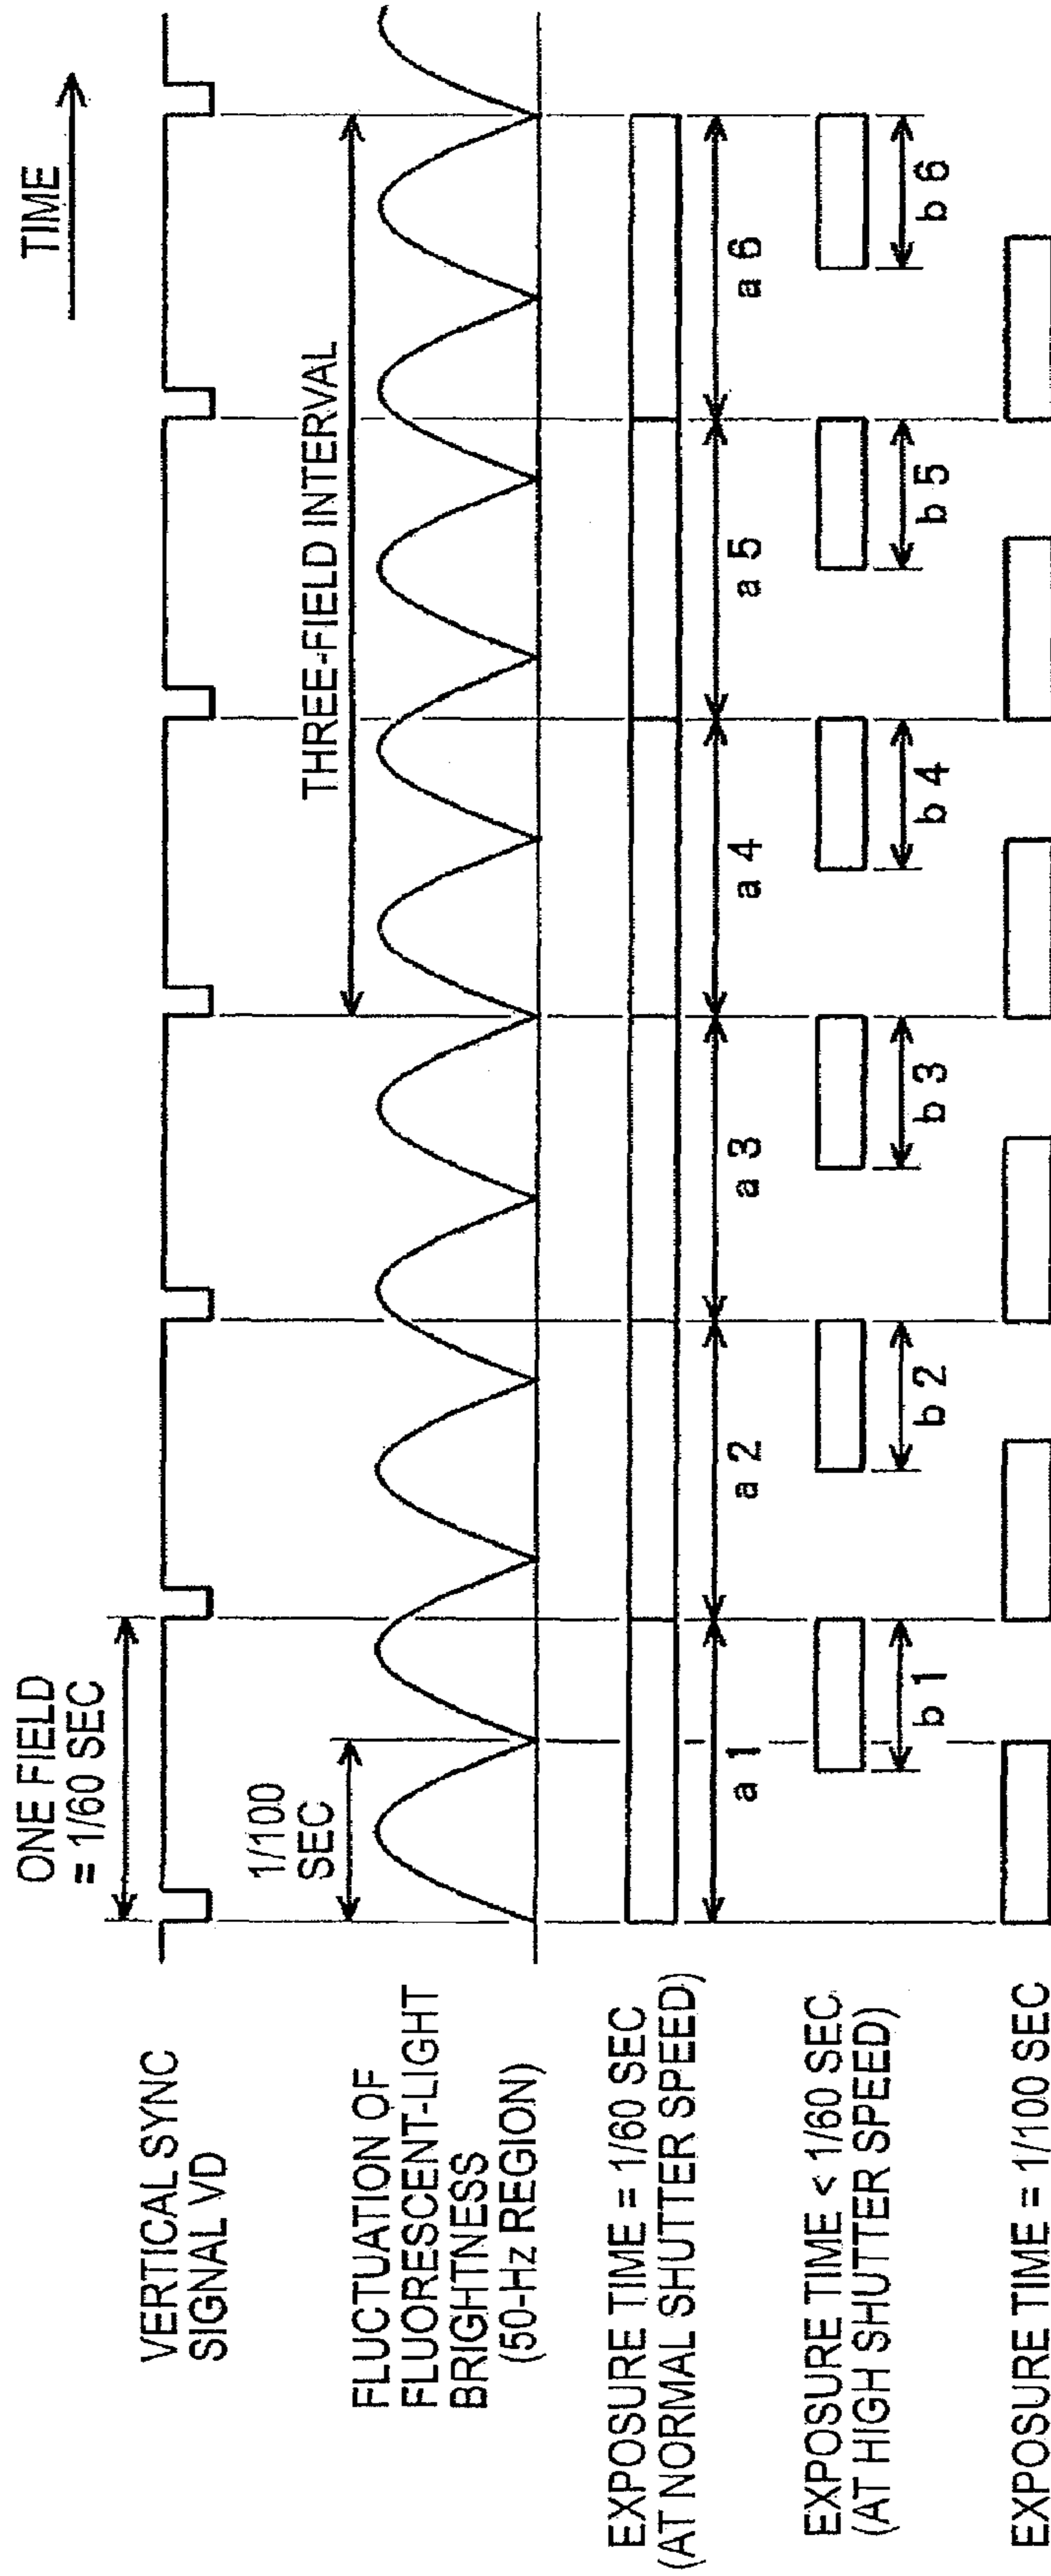 TIME
ONE FIELD
= 1/60 SEC
VERTICAL SYNC
SIGNAL VD
THREE-FIELD INTERVAL
1/100
SEC
FLUCTUATION OF
FLUORESCENT-LIGHT
BRIGHTNESS
(50-Hz REGION)
EXPOSURE TIME = 1/60 SEC
(AT NORMAL SHUTTER SPEED)
a 1
a 2
a 3
a 4
a 5
a 6
EXPOSURE TIME < 1/60 SEC
(AT HIGH SHUTTER SPEED)
b 1
b 2
b 3
b 4
b 5
b 6
EXPOSURE TIME = 1/100 SEC